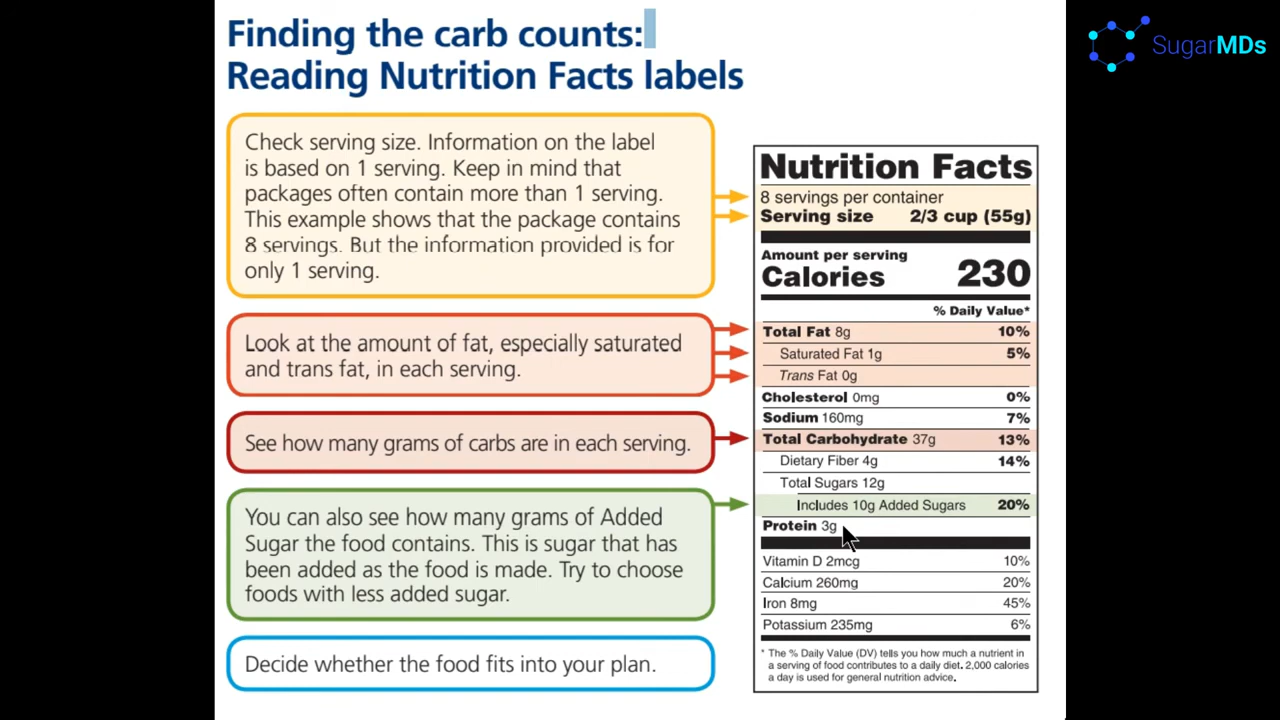 Finding the carb counts:
Reading Nutrition Facts labels
SugarMDs
Check serving size. Information on the label
is based on 1 serving. Keep in mind that
packages often contain more than 1 serving.
This example shows that the package contains
8 servings. But the information provided is for
only 1 serving.
Look at the amount of fat, especially saturated
and trans fat, in each serving.
See how many grams of carbs are in each serving.
You can also see how many grams of Added
Sugar the food contains. This is sugar that has
been added as the food is made. Try to choose
foods with less added sugar.
Decide whether the food fits into your plan.
Nutrition Facts
8 servings per container
Serving size 2/3 cup (55g)
Amount per serving
Calories 230
% Daily Value*
Total Fat 8g 10%
Saturated Fat 1g 5%
Trans Fat 0g
Cholesterol 0mg 0%
Sodium 160mg 7%
Total Carbohydrate 37g 13%
Dietary Fiber 4g 14%
Total Sugars 12g
Includes 10g Added Sugars 20%
Protein 3g
Vitamin D 2mcg 10%
Calcium 260mg 20%
Iron 8mg 45%
Potassium 235mg 6%
* The % Daily Value (DV) tells you how much a nutrient in
a serving of food contributes to a daily diet. 2,000 calories
a day is used for general nutrition advice.